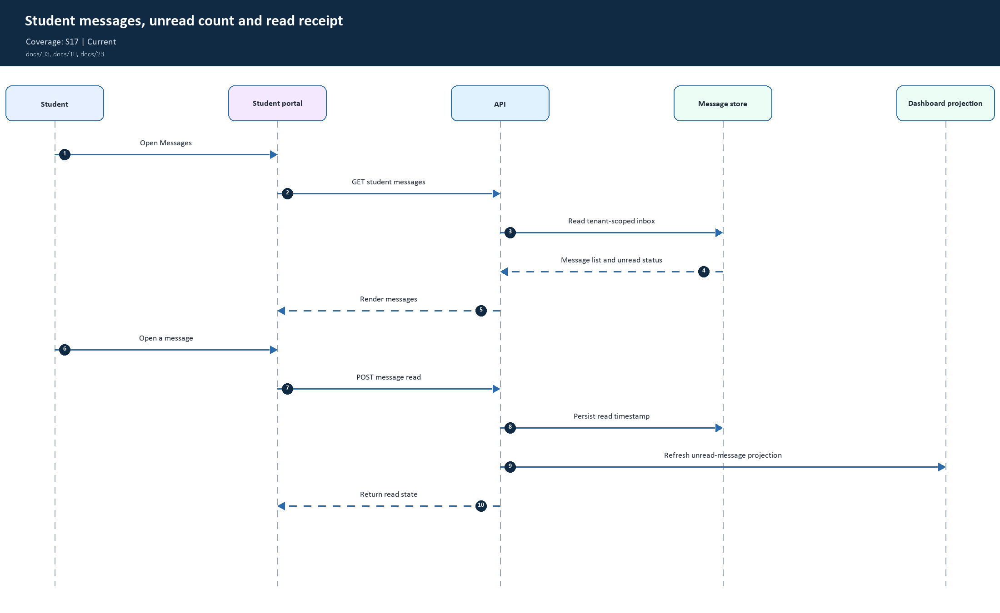 Student messages, unread count and read receipt
Coverage: S17 | Current
docs/03, docs/10, docs/23
Student
Student portal
API
Message store
Dashboard projection
Open Messages
1
GET student messages
2
Read tenant-scoped inbox
3
Message list and unread status
4
Render messages
5
Open a message
6
POST message read
7
Persist read timestamp
8
Refresh unread-message projection
9
Return read state
10